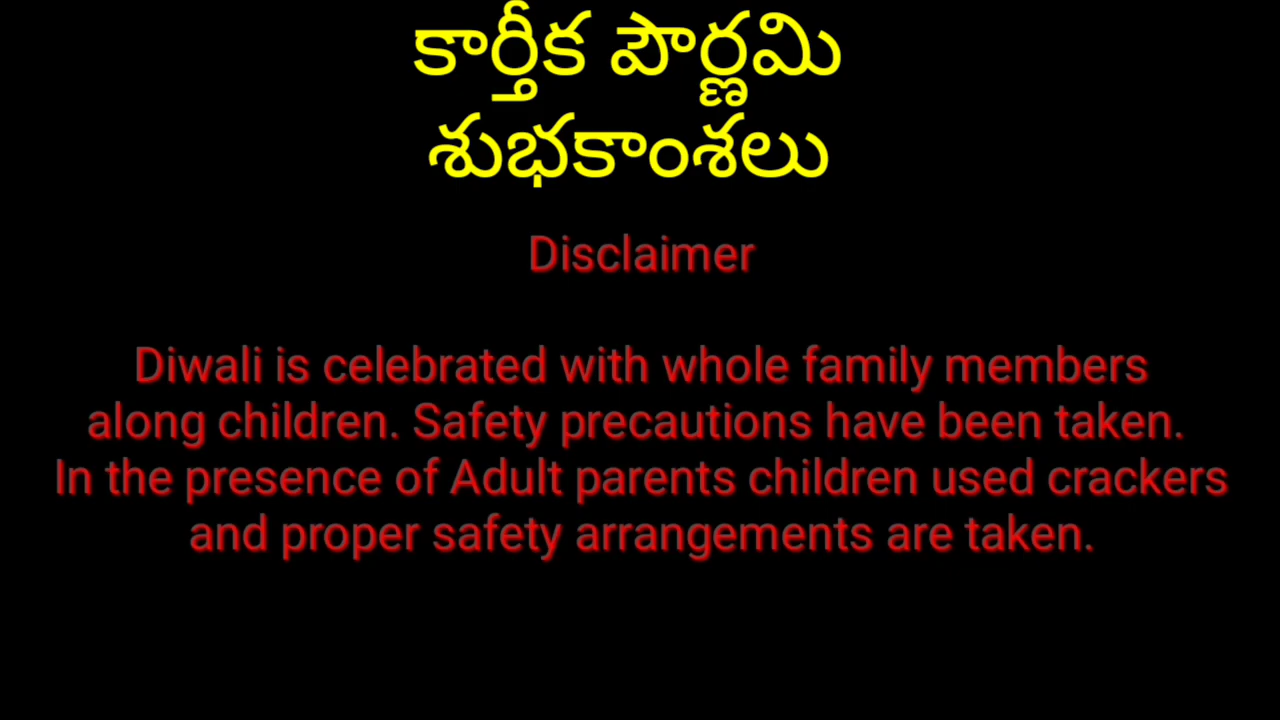 కార్తీక పౌర్ణమి
శుభకాంశలు
Disclaimer
Diwali is celebrated with whole family members
along children. Safety precautions have been taken.
In the presence of Adult parents children used crackers
and proper safety arrangements are taken.